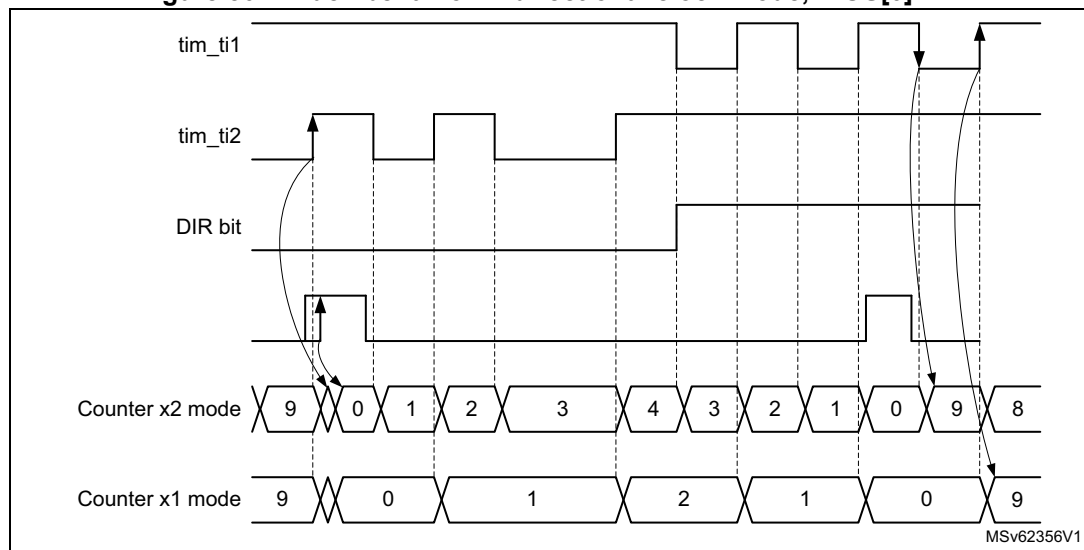 tim_ti1
tim_ti2
DIR bit
Counter x2 mode 9 0 1 2 3 4 3 2 1 0 9 8
Counter x1 mode 9 0 1 2 1 0 9
MSv62356V1